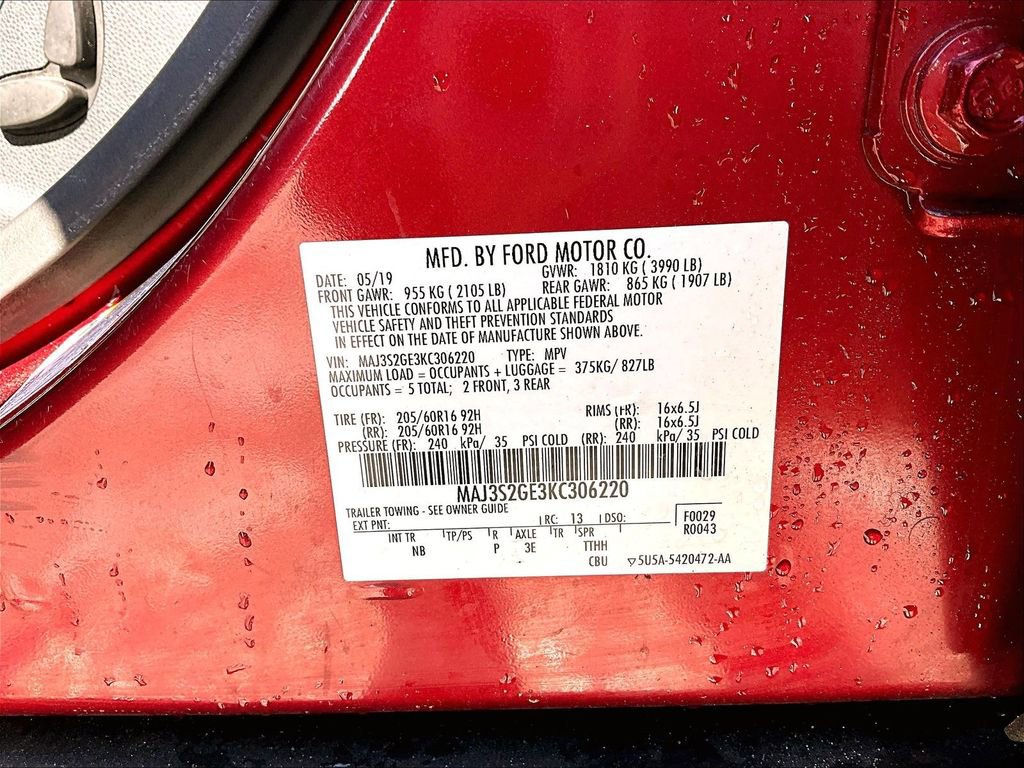 MFD. BY FORD MOTOR CO.
DATE: 05/19 GVWR: 1810 KG ( 3990 LB)
FRONT GAWR: 955 KG ( 2105 LB) REAR GAWR: 865 KG ( 1907 LB)
THIS VEHICLE CONFORMS TO ALL APPLICABLE FEDERAL MOTOR
VEHICLE SAFETY AND THEFT PREVENTION STANDARDS
IN EFFECT ON THE DATE OF MANUFACTURE SHOWN ABOVE.
VIN: MAJ3S2GE3KC306220 TYPE: MPV
MAXIMUM LOAD = OCCUPANTS + LUGGAGE = 375KG/ 827LB
OCCUPANTS = 5 TOTAL; 2 FRONT, 3 REAR
TIRE (FR): 205/60R16 92H RIMS (FR): 16x6.5J
(RR): 205/60R16 92H (RR): 16x6.5J
PRESSURE (FR): 240 kPa/ 35 PSI COLD (RR): 240 kPa/ 35 PSI COLD
MAJ3S2GE3KC306220
TRAILER TOWING - SEE OWNER GUIDE
EXT PNT: RC: 13 DSO: F0029
R0043
INT TR TP/PS R AXLE TR SPR
NB P 3E TTHH
CBU 5U5A-5420472-AA